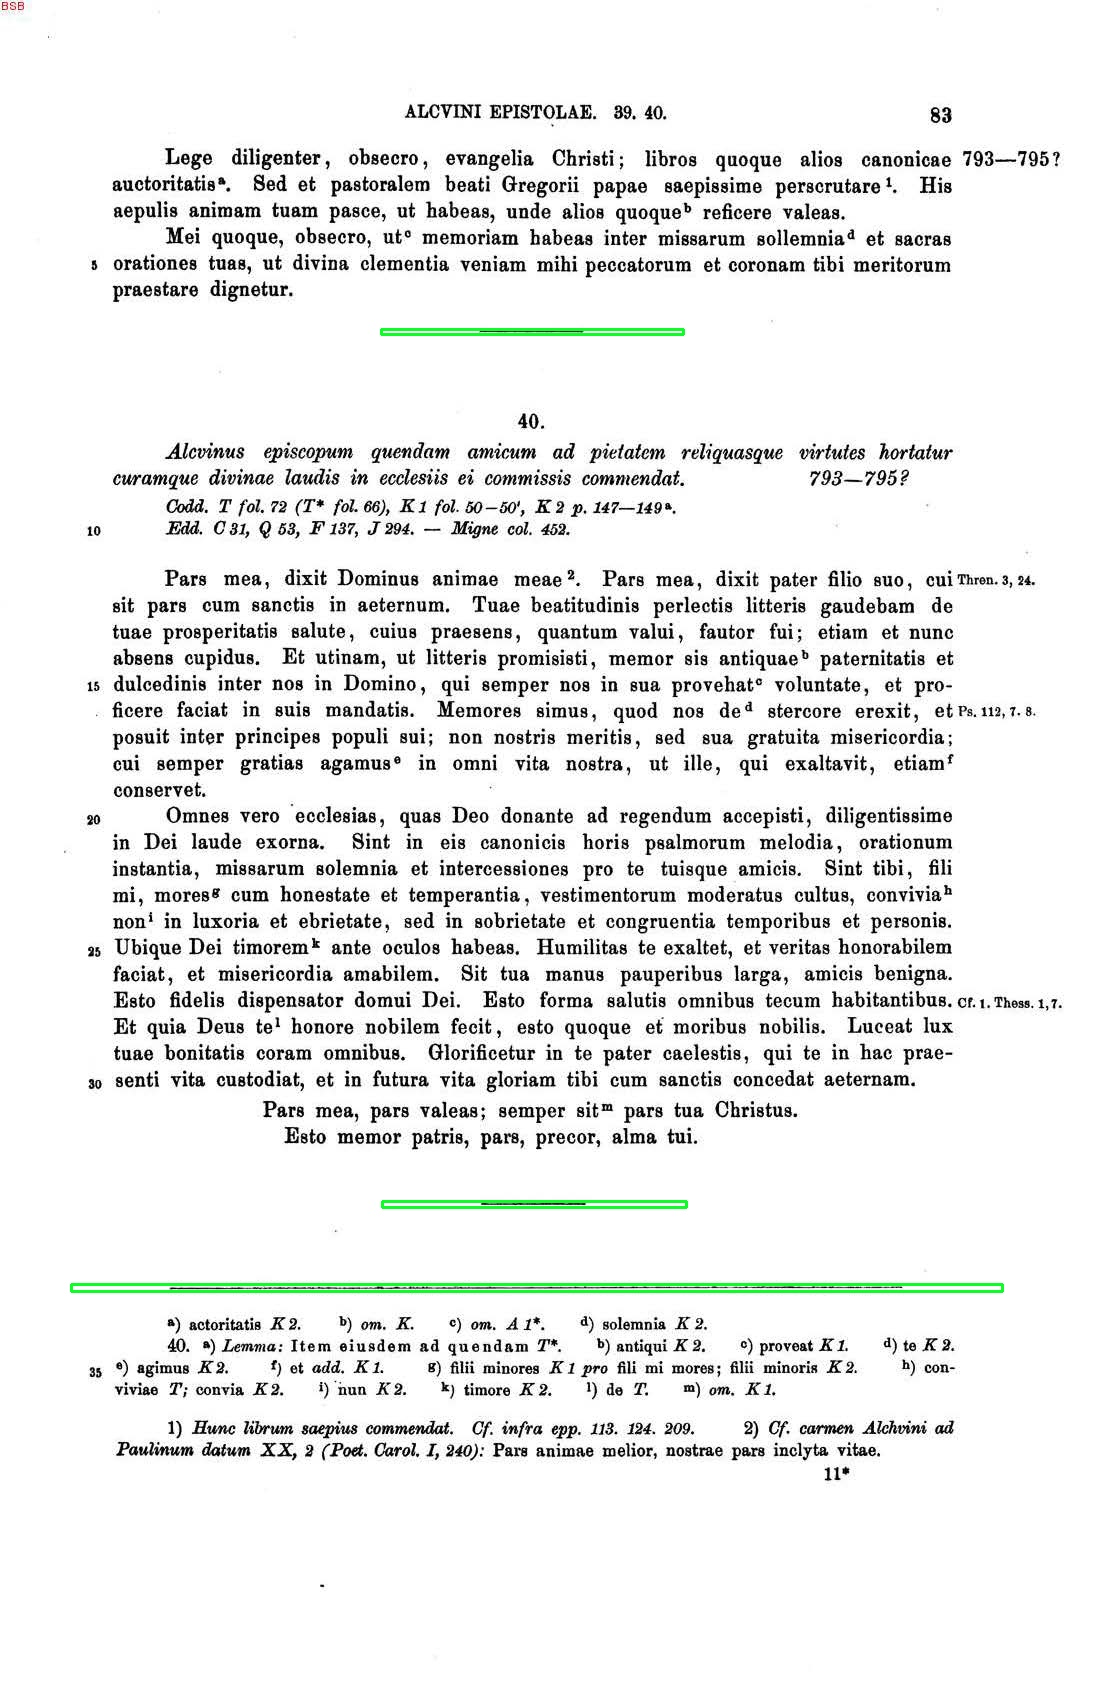 BSB
ALCVINI EPISTOLAE. 39. 40. 83
Lege diligenter, obsecro, evangelia Christi; libros quoque alios canonicae 793—795?
auctoritatisᵃ. Sed et pastoralem beati Gregorii papae saepissime perscrutare¹. His
aepulis animam tuam pasce, ut habeas, unde alios quoqueᵇ reficere valeas.
Mei quoque, obsecro, utᶜ memoriam habeas inter missarum sollemniaᵈ et sacras
5 orationes tuas, ut divina clementia veniam mihi peccatorum et coronam tibi meritorum
praestare dignetur.
40.
Alcvinus episcopum quendam amicum ad pietatem reliquasque virtutes hortatur
curamque divinae laudis in ecclesiis ei commissis commendat. 793—795?
Codd. T fol. 72 (T* fol. 66), K 1 fol. 50—50', K 2 p. 147—149ᵃ.
10 Edd. C 31, Q 53, F 137, J 294. — Migne col. 452.
Pars mea, dixit Dominus animae meae². Pars mea, dixit pater filio suo, cui Thren. 3, 24.
sit pars cum sanctis in aeternum. Tuae beatitudinis perlectis litteris gaudebam de
tuae prosperitatis salute, cuius praesens, quantum valui, fautor fui; etiam et nunc
absens cupidus. Et utinam, ut litteris promisisti, memor sis antiquaeᵇ paternitatis et
15 dulcedinis inter nos in Domino, qui semper nos in sua provehatᶜ voluntate, et pro-
ficere faciat in suis mandatis. Memores simus, quod nos deᵈ stercore erexit, et Ps. 112, 7. 8.
posuit inter principes populi sui; non nostris meritis, sed sua gratuita misericordia;
cui semper gratias agamusᵉ in omni vita nostra, ut ille, qui exaltavit, etiamᶠ
conservet.
20 Omnes vero ecclesias, quas Deo donante ad regendum accepisti, diligentissime
in Dei laude exorna. Sint in eis canonicis horis psalmorum melodia, orationum
instantia, missarum solemnia et intercessiones pro te tuisque amicis. Sint tibi, fili
mi, moresᵍ cum honestate et temperantia, vestimentorum moderatus cultus, conviviaʰ
nonⁱ in luxoria et ebrietate, sed in sobrietate et congruentia temporibus et personis.
25 Ubique Dei timoremᵏ ante oculos habeas. Humilitas te exaltet, et veritas honorabilem
faciat, et misericordia amabilem. Sit tua manus pauperibus larga, amicis benigna.
Esto fidelis dispensator domui Dei. Esto forma salutis omnibus tecum habitantibus. Cf. 1. Thess. 1, 7.
Et quia Deus teˡ honore nobilem fecit, esto quoque et moribus nobilis. Luceat lux
tuae bonitatis coram omnibus. Glorificetur in te pater caelestis, qui te in hac prae-
30 senti vita custodiat, et in futura vita gloriam tibi cum sanctis concedat aeternam.
Pars mea, pars valeas; semper sitᵐ pars tua Christus.
Esto memor patris, pars, precor, alma tui.
ᵃ) actoritatis K 2. ᵇ) om. K. ᶜ) om. A 1*. ᵈ) solemnia K 2.
40. ᵃ) Lemma: Item eiusdem ad quendam T*. ᵇ) antiqui K 2. ᶜ) proveat K 1. ᵈ) te K 2.
35 ᵉ) agimus K 2. ᶠ) et add. K 1. ᵍ) filii minores K 1 pro fili mi mores; filii minoris K 2. ʰ) con-
viviae T; convia K 2. ⁱ) nun K 2. ᵏ) timore K 2. ˡ) de T. ᵐ) om. K 1.
1) Hunc librum saepius commendat. Cf. infra epp. 113. 124. 209. 2) Cf. carmen Alchvini ad
Paulinum datum XX, 2 (Poet. Carol. I, 240): Pars animae melior, nostrae pars inclyta vitae.
11*